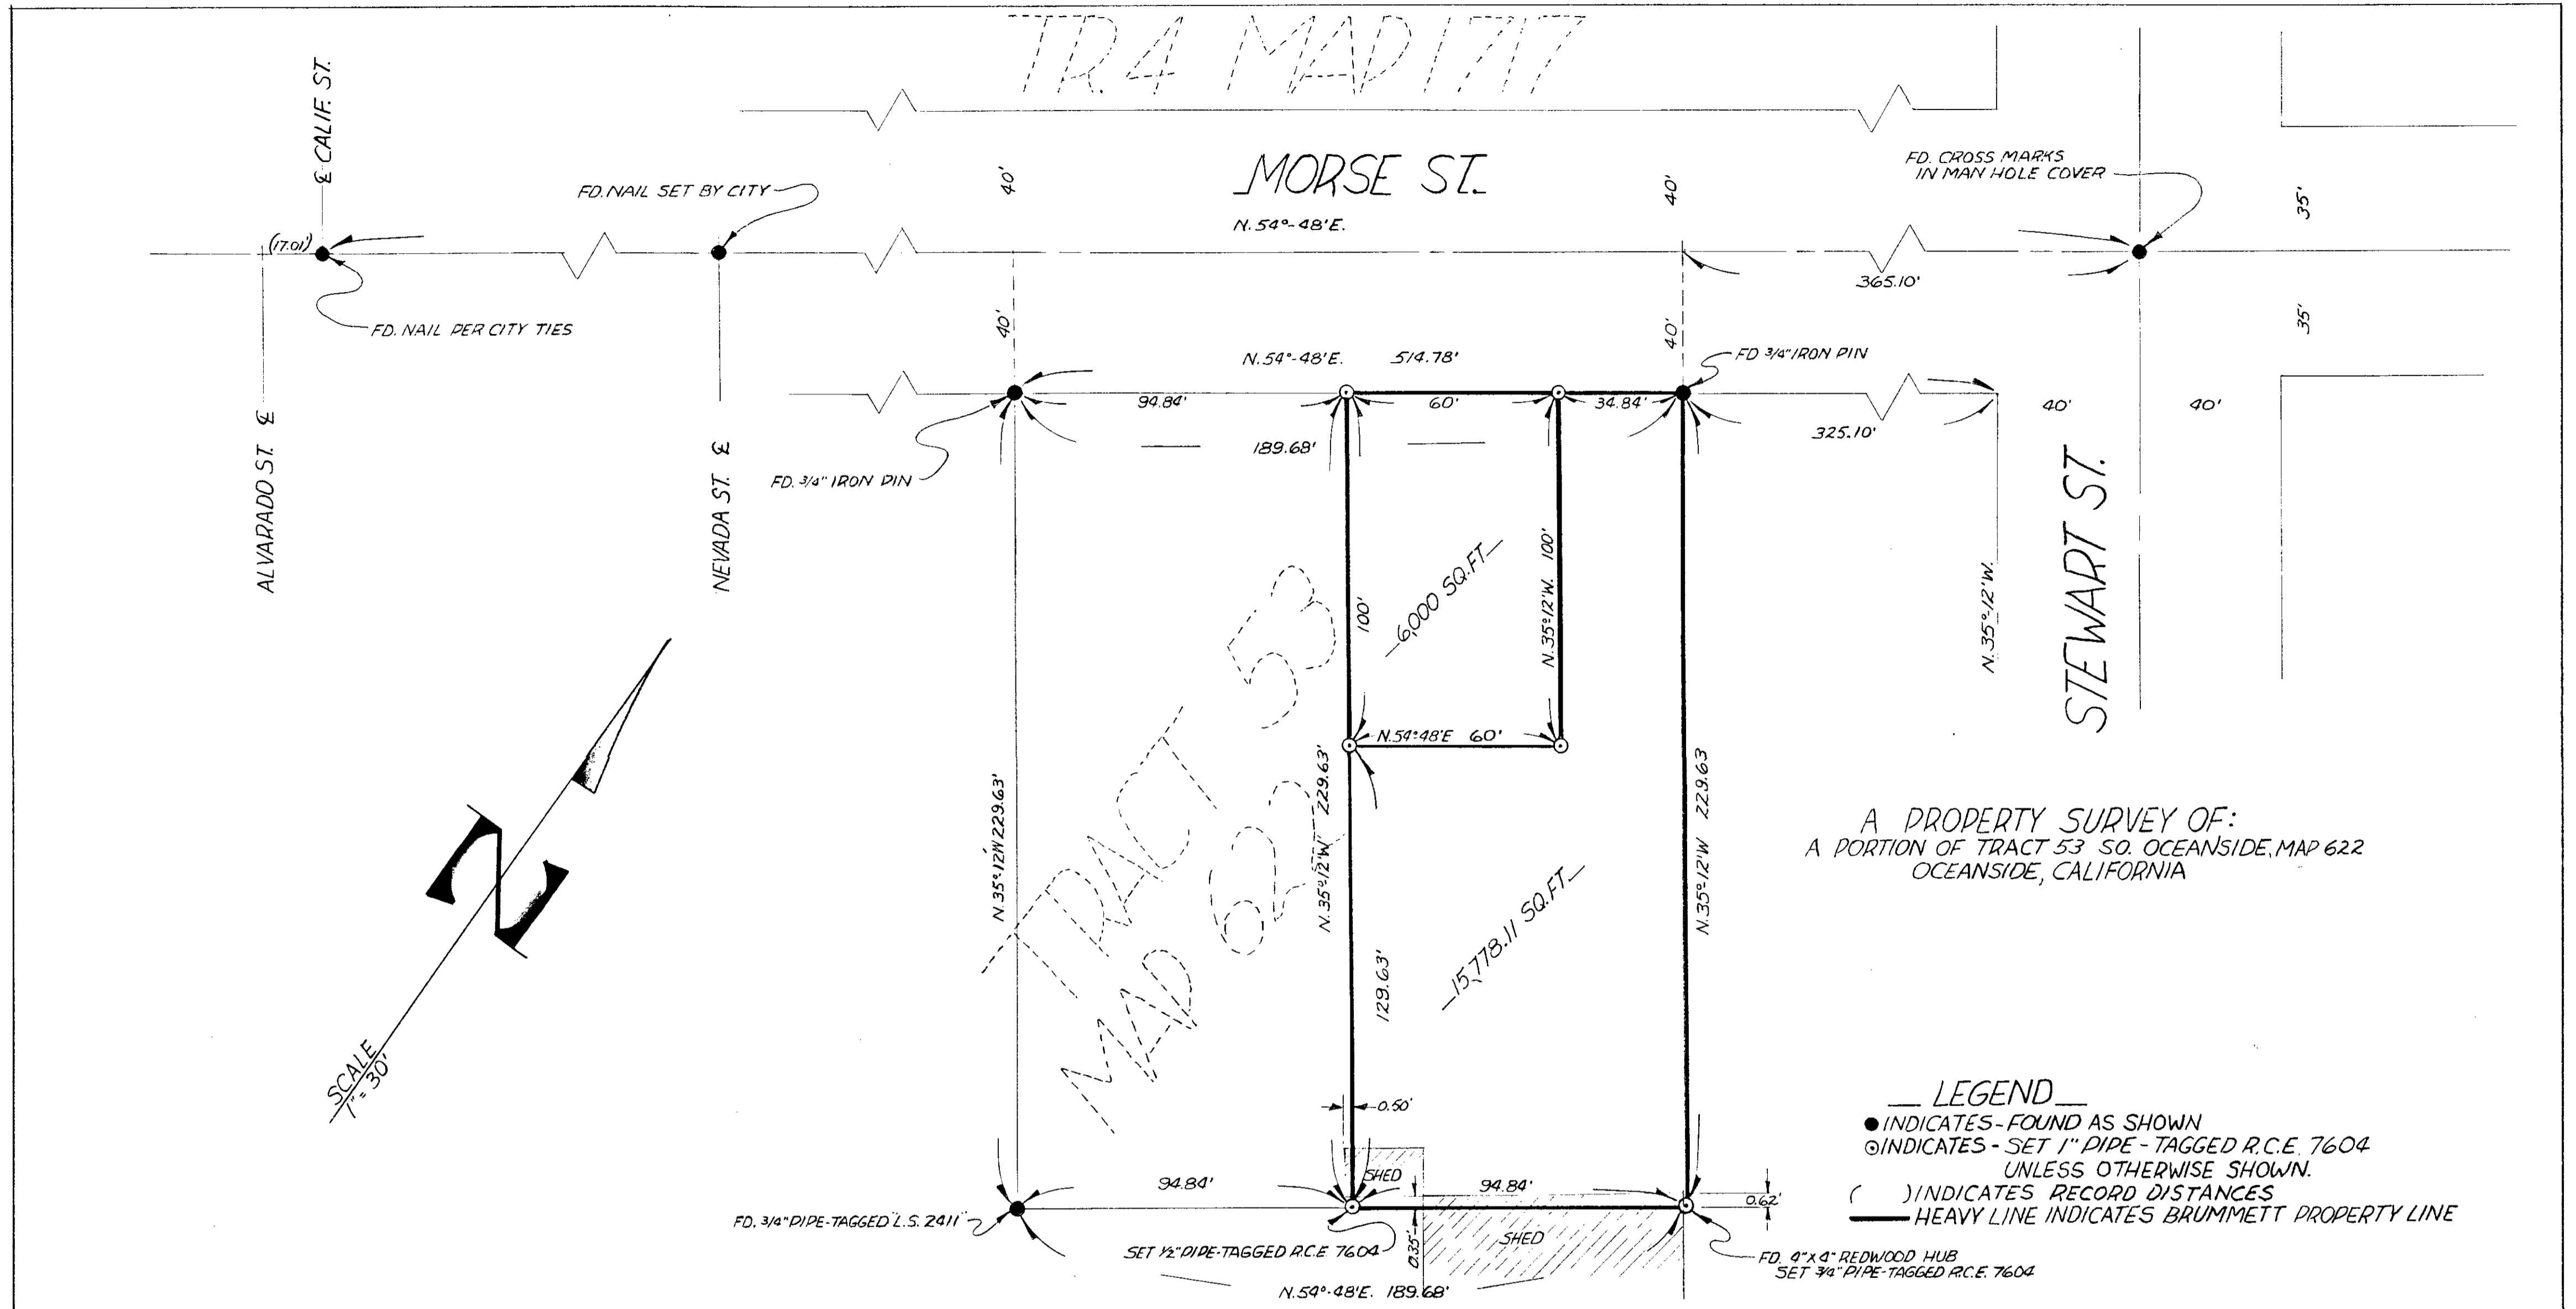 TR. 4 MAP 1717
℄ CALIF. ST.
MORSE ST.
N. 54°-48'E.
40'
40'
FD. CROSS MARKS
IN MAN HOLE COVER
35'
FD. NAIL SET BY CITY
(17.01')
FD. NAIL PER CITY TIES
365.10'
35'
40'
40'
N. 54°-48'E. 514.78'
FD 3/4" IRON PIN
94.84'
60'
34.84'
40'
40'
189.68'
325.10'
FD. 3/4" IRON PIN
ALVARADO ST. ℄
NEVADA ST. ℄
STEWART ST.
N. 35°-12'W.
6,000 SQ.FT.
100'
N. 35°-12'W. 100'
N. 54°48'E 60'
TRACT 53
MAP 622
N. 35°-12'W 229.63'
N. 35°-12'W 229.63'
N. 35°-12'W 229.63
129.63'
15,778.11 SQ.FT.
A PROPERTY SURVEY OF:
A PORTION OF TRACT 53 SO. OCEANSIDE, MAP 622
OCEANSIDE, CALIFORNIA
N
SCALE
1"=30'
0.50'
SHED
94.84'
94.84'
0.62'
0.35'
SHED
FD. 3/4" PIPE-TAGGED L.S. 2411
SET 1/2" PIPE-TAGGED R.C.E 7604
FD. 4"X4" REDWOOD HUB
SET 3/4" PIPE-TAGGED R.C.E. 7604
N. 54°-48'E. 189.68'
LEGEND
INDICATES-FOUND AS SHOWN
INDICATES - SET 1" PIPE - TAGGED R.C.E. 7604
UNLESS OTHERWISE SHOWN.
( ) INDICATES RECORD DISTANCES
HEAVY LINE INDICATES BRUMMETT PROPERTY LINE